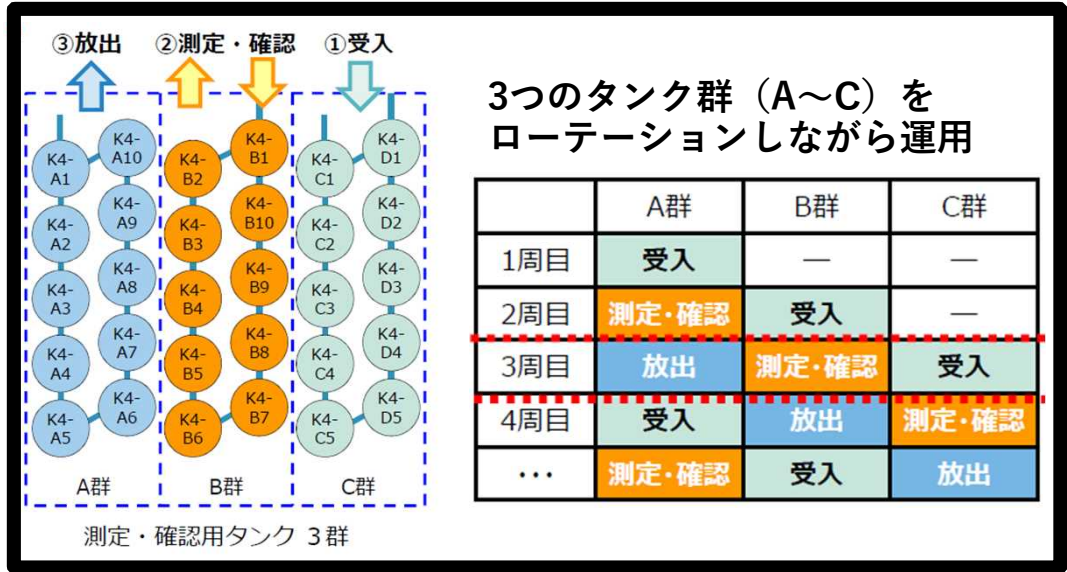 ③放出
②測定・確認
①受入
3つのタンク群（A～C）を
ローテーションしながら運用
K4-
A1
K4-
A10
K4-
A2
K4-
A9
K4-
A3
K4-
A8
K4-
A4
K4-
A7
K4-
A5
K4-
A6
K4-
B2
K4-
B1
K4-
B3
K4-
B10
K4-
B4
K4-
B9
K4-
B5
K4-
B8
K4-
B6
K4-
B7
K4-
C1
K4-
D1
K4-
C2
K4-
D2
K4-
C3
K4-
D3
K4-
C4
K4-
D4
K4-
C5
K4-
D5
A群
B群
C群
測定・確認用タンク 3群
A群 B群 C群
1周目 受入 — —
2周目 測定・確認 受入 —
3周目 放出 測定・確認 受入
4周目 受入 放出 測定・確認
・・・ 測定・確認 受入 放出